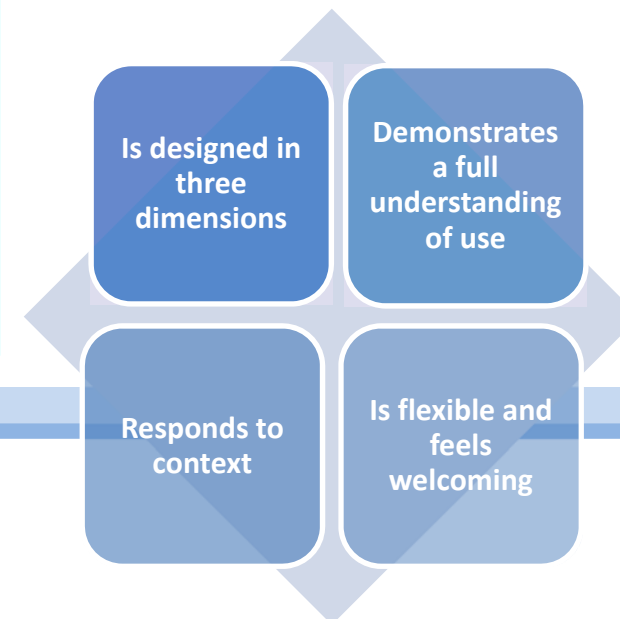 Is designed in
three
dimensions
Demonstrates
a full
understanding
of use
Responds to
context
Is flexible and
feels
welcoming